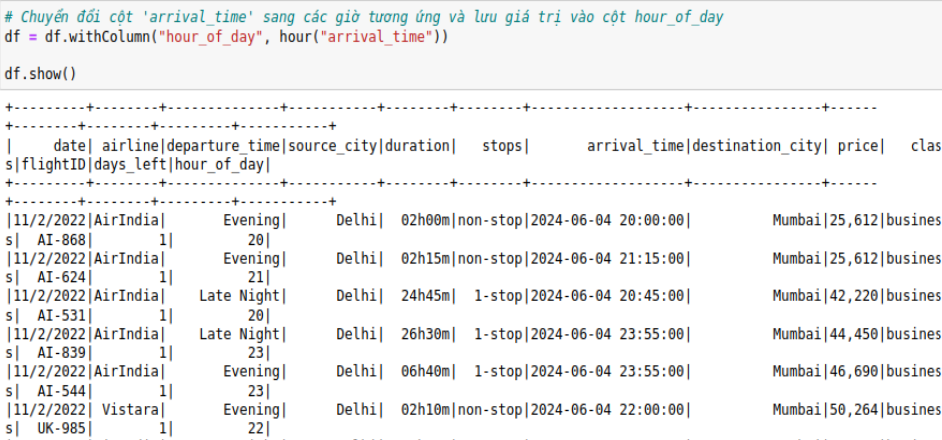 # Chuyển đổi cột 'arrival_time' sang các giờ tương ứng và lưu giá trị vào cột hour_of_day
df = df.withColumn("hour_of_day", hour("arrival_time"))
df.show()
+---------+--------+--------------+-----------+--------+--------+-------------------+----------------+------+------
+--------+---------+-----------+
|     date| airline|departure_time|source_city|duration|   stops|       arrival_time|destination_city| price|   clas
s|flightID|days_left|hour_of_day|
+---------+--------+--------------+-----------+--------+--------+-------------------+----------------+------+------
+--------+---------+-----------+
|11/2/2022|AirIndia|       Evening|      Delhi|  02h00m|non-stop|2024-06-04 20:00:00|          Mumbai|25,612|busines
s|  AI-868|        1|         20|
|11/2/2022|AirIndia|       Evening|      Delhi|  02h15m|non-stop|2024-06-04 21:15:00|          Mumbai|25,612|busines
s|  AI-624|        1|         21|
|11/2/2022|AirIndia|    Late Night|      Delhi|  24h45m|  1-stop|2024-06-04 20:45:00|          Mumbai|42,220|busines
s|  AI-531|        1|         20|
|11/2/2022|AirIndia|    Late Night|      Delhi|  26h30m|  1-stop|2024-06-04 23:55:00|          Mumbai|44,450|busines
s|  AI-839|        1|         23|
|11/2/2022|AirIndia|       Evening|      Delhi|  06h40m|  1-stop|2024-06-04 23:55:00|          Mumbai|46,690|busines
s|  AI-544|        1|         23|
|11/2/2022| Vistara|       Evening|      Delhi|  02h10m|non-stop|2024-06-04 22:00:00|          Mumbai|50,264|busines
s|  UK-985|        1|         22|